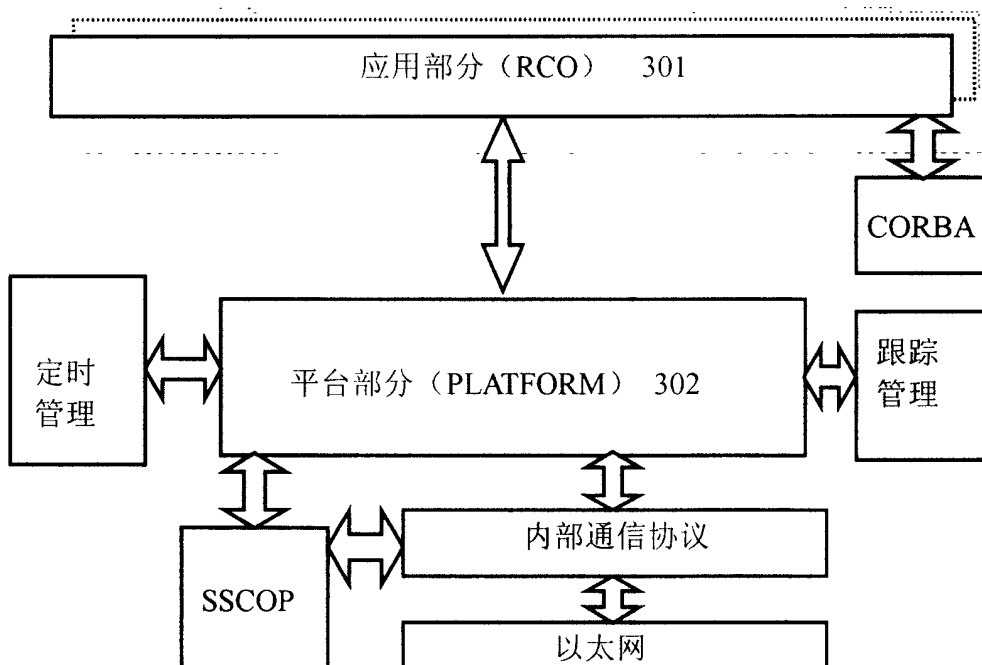 应用部分（RCO） 301
CORBA
定时
管理
平台部分（PLATFORM） 302
跟踪
管理
内部通信协议
SSCOP
以太网